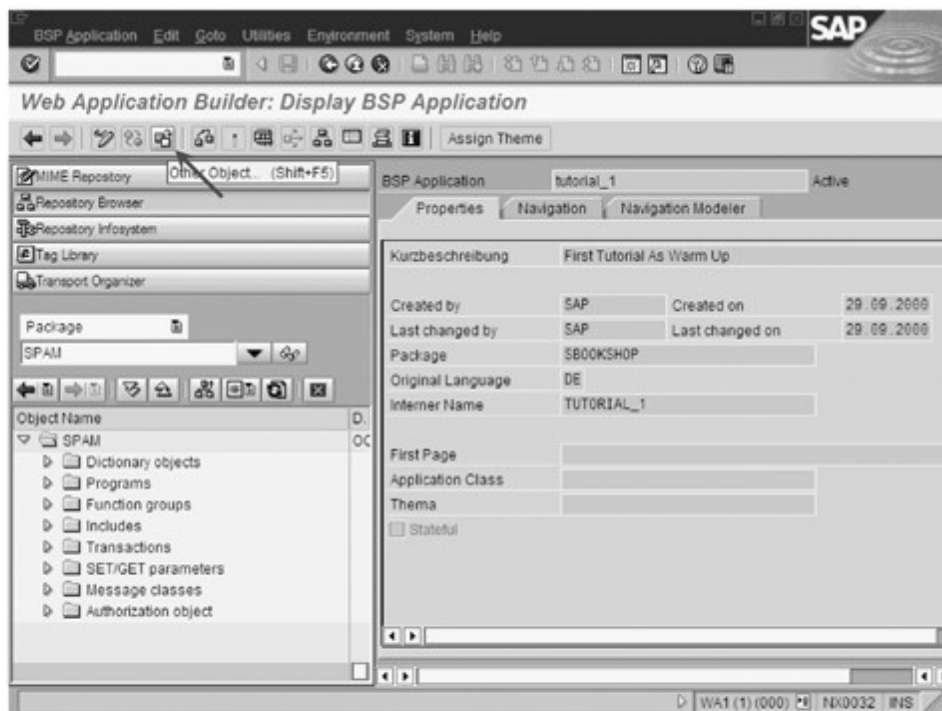 BSP Application Edit Goto Utilities Environment System Help
SAP
Web Application Builder: Display BSP Application
Assign Theme
Other Object... (Shift+F5)
MIME Repository
Repository Browser
Repository Infosystem
Tag Library
Transport Organizer
Package
SPAM
Object Name D.
SPAM
Dictionary objects
Programs
Function groups
Includes
Transactions
SET/GET parameters
Message classes
Authorization object
BSP Application tutorial_1 Active
Properties Navigation Navigation Modeler
Kurzbeschreibung First Tutorial As Warm Up
Created by SAP Created on 29.09.2000
Last changed by SAP Last changed on 29.09.2000
Package SBOOKSHOP
Original Language DE
Interner Name TUTORIAL_1
First Page
Application Class
Thema
Stateful
WA1 (1) (000) NX0032 INS